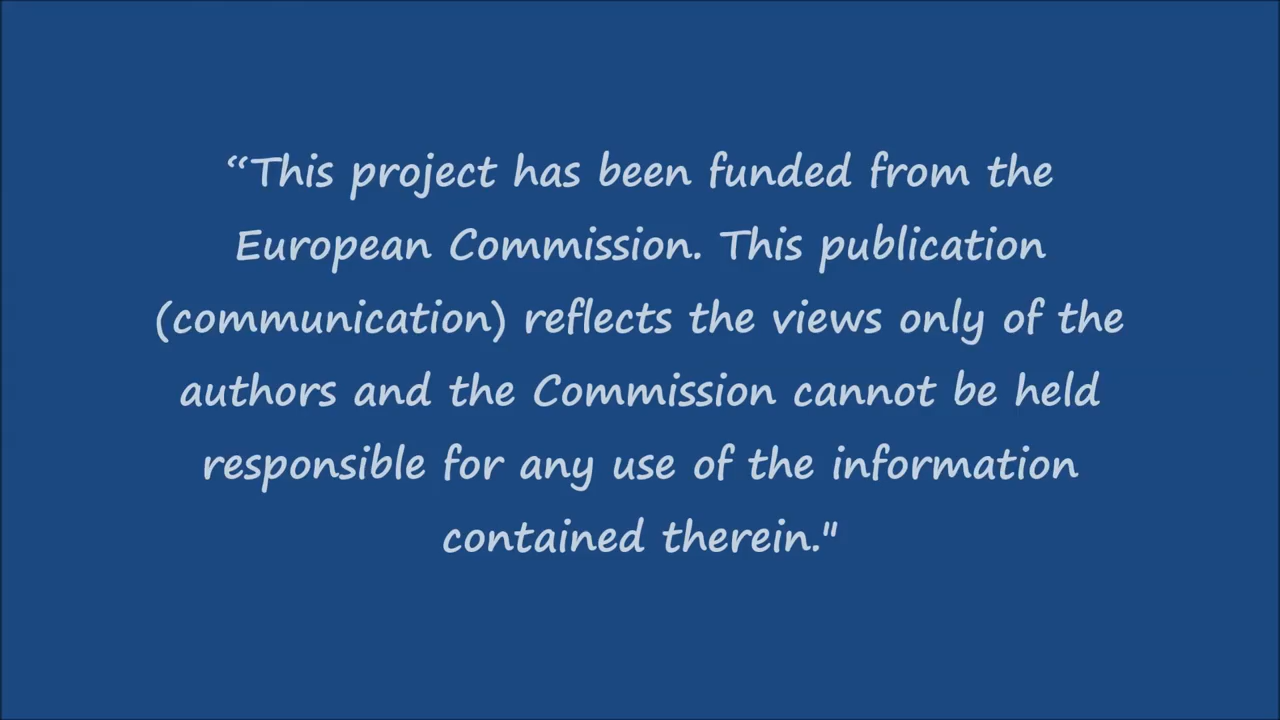 “This project has been funded from the
European Commission. This publication
(communication) reflects the views only of the
authors and the Commission cannot be held
responsible for any use of the information
contained therein."